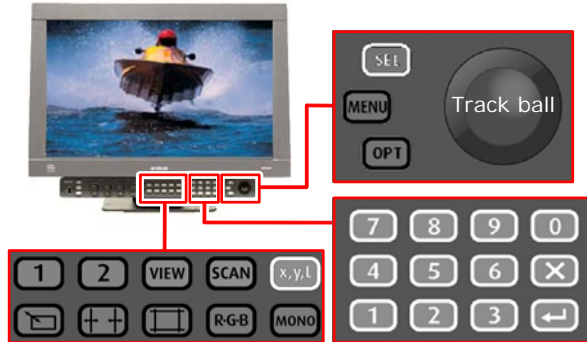 SEL
MENU
Track ball
OPT
1 2 VIEW SCAN x,y,L
R·G·B MONO
7 8 9 0
4 5 6 X
1 2 3